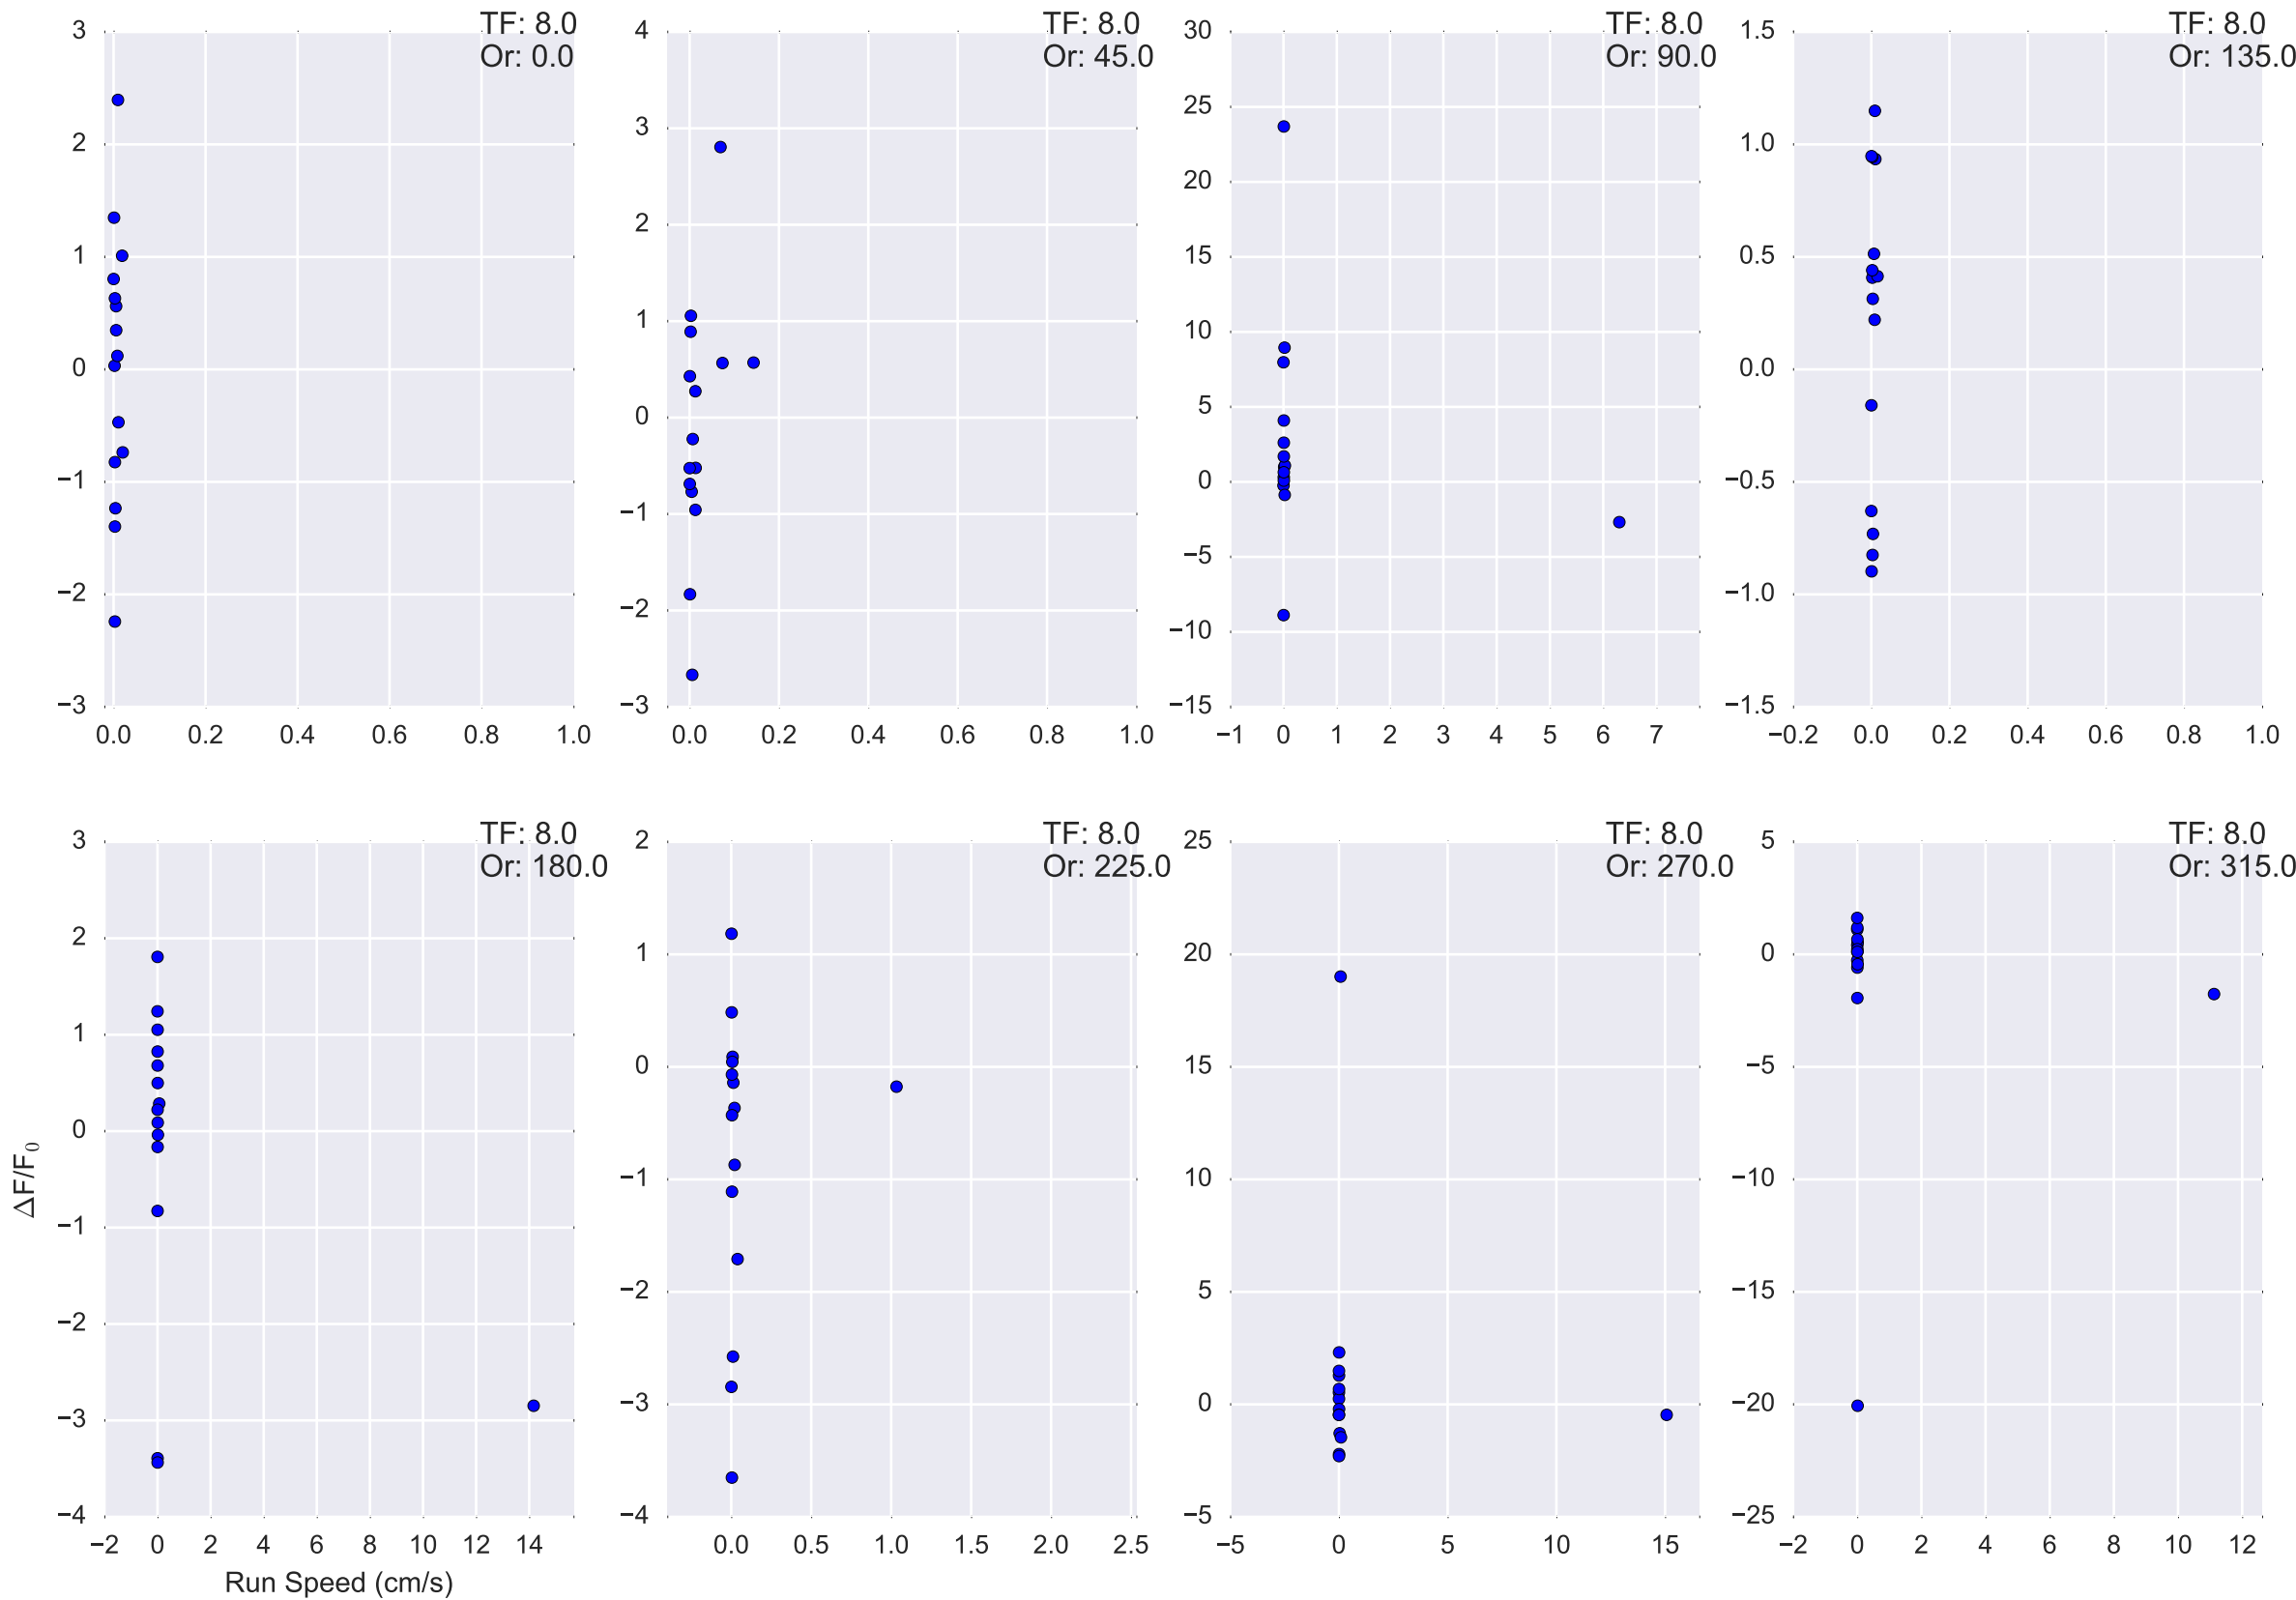 TF: 8.0
Or: 0.0
3
2
1
0
−1
−2
−3
0.0 0.2 0.4 0.6 0.8 1.0
TF: 8.0
Or: 45.0
4
3
2
1
0
−1
−2
−3
0.0 0.2 0.4 0.6 0.8 1.0
TF: 8.0
Or: 90.0
30
25
20
15
10
5
0
−5
−10
−15
−1 0 1 2 3 4 5 6 7
TF: 8.0
Or: 135.0
1.5
1.0
0.5
0.0
−0.5
−1.0
−1.5
−0.2 0.0 0.2 0.4 0.6 0.8 1.0
TF: 8.0
Or: 180.0
3
2
1
0
−1
−2
−3
−4
ΔF/F₀
−2 0 2 4 6 8 10 12 14
Run Speed (cm/s)
TF: 8.0
Or: 225.0
2
1
0
−1
−2
−3
−4
0.0 0.5 1.0 1.5 2.0 2.5
TF: 8.0
Or: 270.0
25
20
15
10
5
0
−5
−5 0 5 10 15
TF: 8.0
Or: 315.0
5
0
−5
−10
−15
−20
−25
−2 0 2 4 6 8 10 12